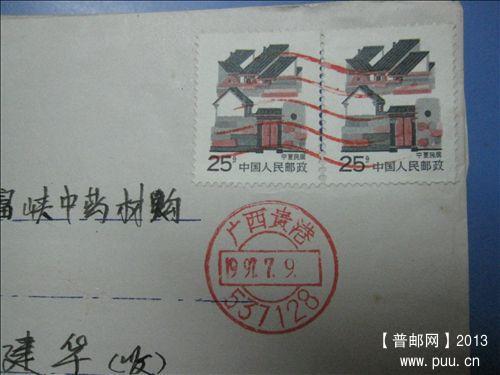 宁夏民居
25分 中国人民邮政
宁夏民居
25分 中国人民邮政
峡中药材购
广西贵港
199 . 7. 9.
537128
建华(收)
【普邮网】2013
www.puu.cn